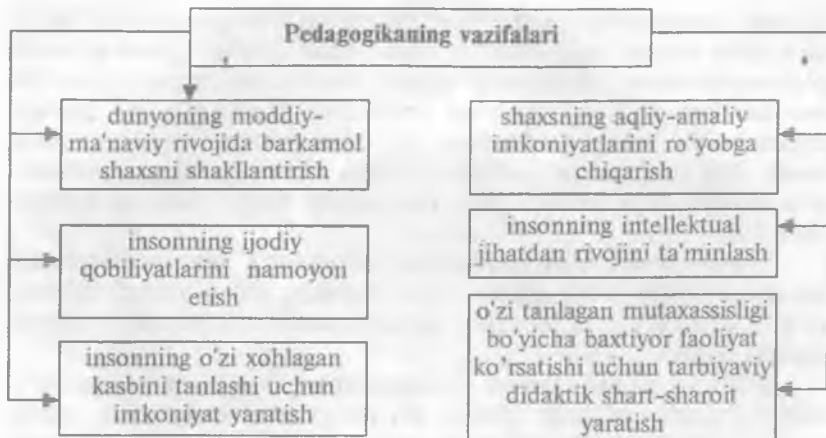 Pedagogikaning vazifalari
dunyoning moddiy-
ma'naviy rivojida barkamol
shaxsni shakllantirish
insonning ijodiy
qobiliyatlarini namoyon
etish
insonning o'zi xohlagan
kasbini tanlashi uchun
imkoniyat yaratish
shaxsning aqliy-amaliy
imkoniyatlarini ro'yobga
chiqarish
insonning intellektual
jihatdan rivojini ta'minlash
o'zi tanlagan mutaxassisligi
bo'yicha baxtiyor faoliyat
ko'rsatishi uchun tarbiyaviy
didaktik shart-sharoit
yaratish